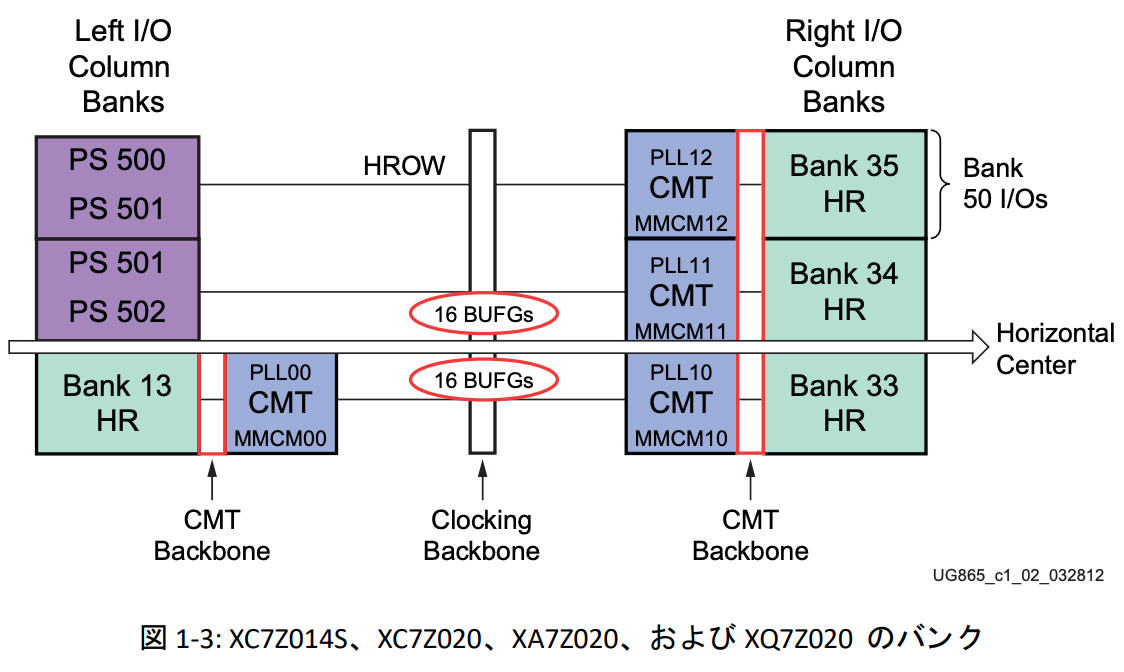 Left I/O
Column
Banks
Right I/O
Column
Banks
PS 500
PS 501
HROW
PLL12
CMT
MMCM12
Bank 35
HR
Bank
50 I/Os
PS 501
PS 502
16 BUFGs
PLL11
CMT
MMCM11
Bank 34
HR
Horizontal
Center
Bank 13
HR
PLL00
CMT
MMCM00
16 BUFGs
PLL10
CMT
MMCM10
Bank 33
HR
CMT
Backbone
Clocking
Backbone
CMT
Backbone
UG865_c1_02_032812
図 1-3: XC7Z014S、XC7Z020、XA7Z020、および XQ7Z020 のバンク